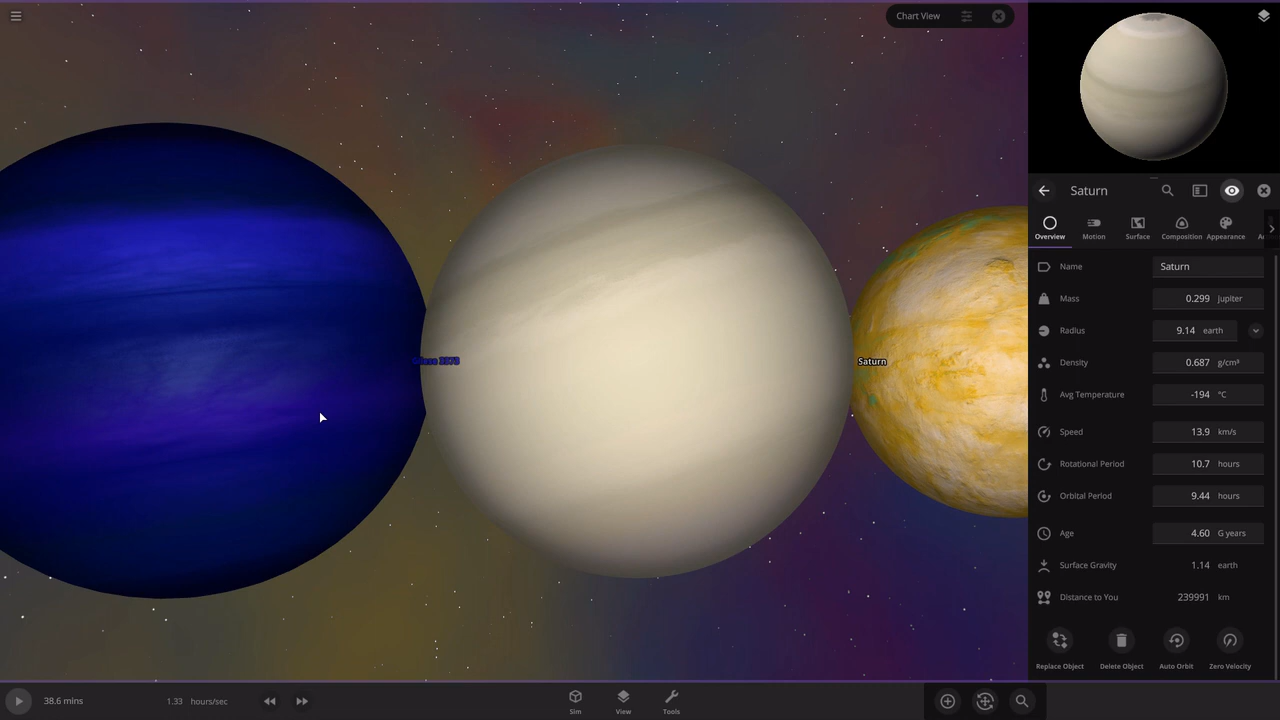 Chart View
Saturn
Overview Motion Surface Composition Appearance
Name Saturn
Mass 0.299 jupiter
Radius 9.14 earth
Density 0.687 g/cm³
Avg Temperature -194 °C
Speed 13.9 km/s
Rotational Period 10.7 hours
Orbital Period 9.44 hours
Age 4.60 G years
Surface Gravity 1.14 earth
Distance to You 239991 km
Replace Object Delete Object Auto Orbit Zero Velocity
Saturn
38.6 mins 1.33 hours/sec
Sim View Tools